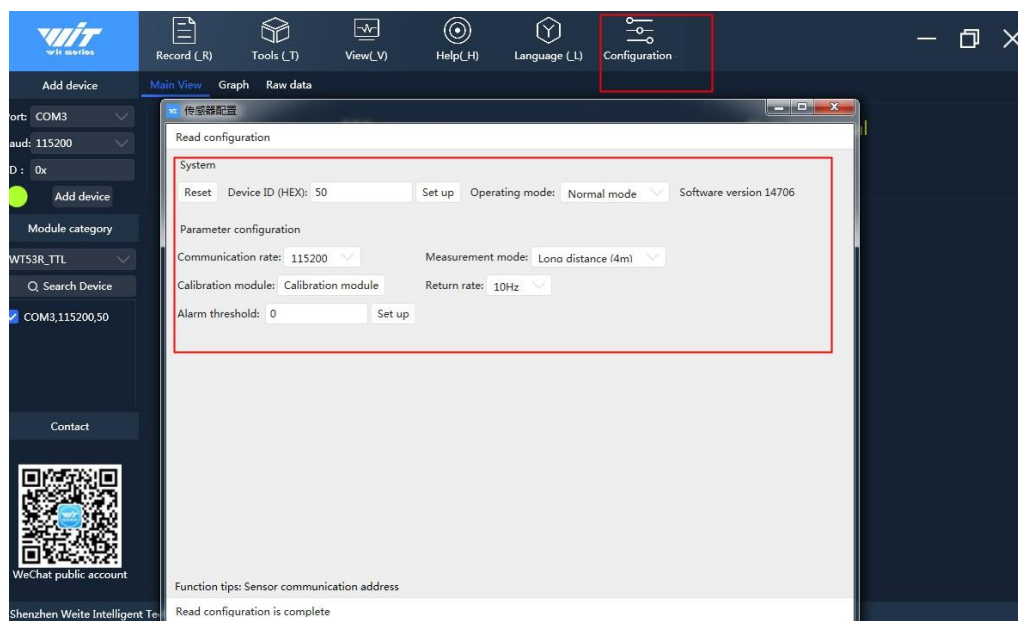 WIT
wit motion
Record (_R)
Tools (_T)
View(_V)
Help(_H)
Language (_L)
Configuration
Add device
Main View Graph Raw data
ort: COM3
aud: 115200
D : 0x
Add device
Module category
WT53R_TTL
Search Device
COM3,115200,50
Contact
WeChat public account
Shenzhen Weite Intelligent Te
传感器配置
Read configuration
System
Reset Device ID (HEX): 50 Set up Operating mode: Normal mode Software version 14706
Parameter configuration
Communication rate: 115200 Measurement mode: Long distance (4m)
Calibration module: Calibration module Return rate: 10Hz
Alarm threshold: 0 Set up
Function tips: Sensor communication address
Read configuration is complete